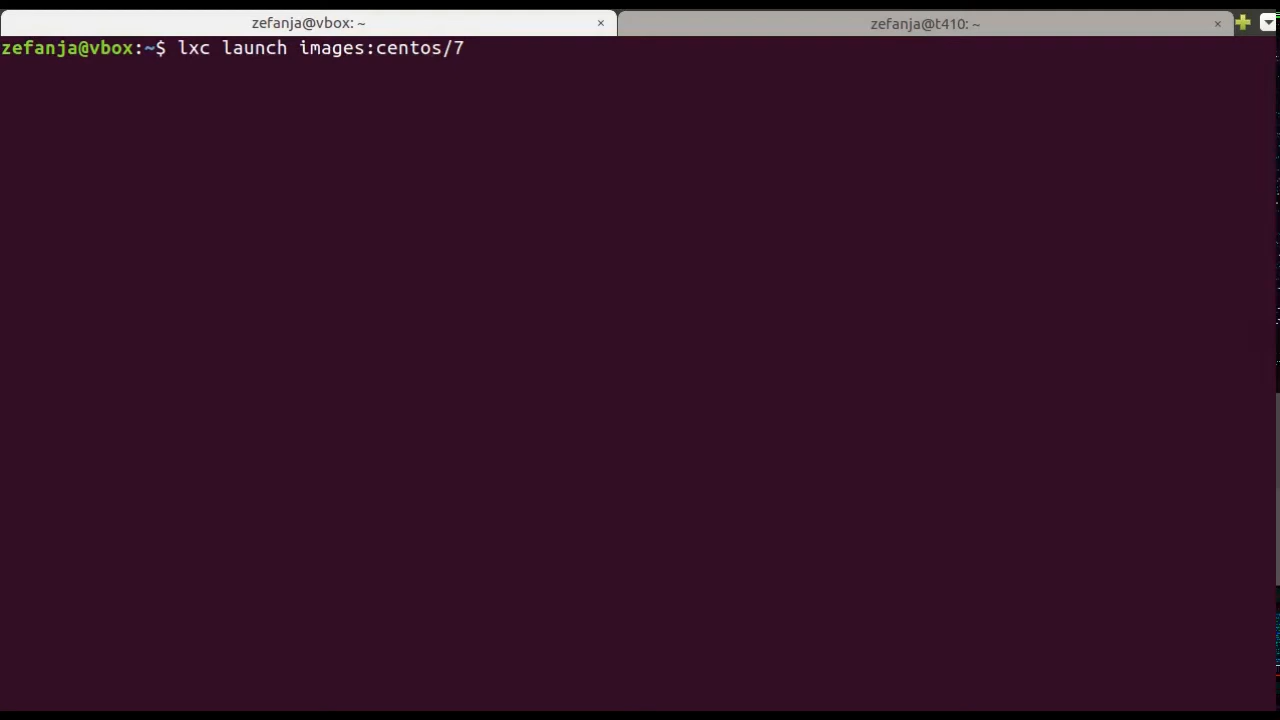 zefanja@vbox: ~ ×
zefanja@t410: ~ ×
zefanja@vbox:~$ lxc launch images:centos/7